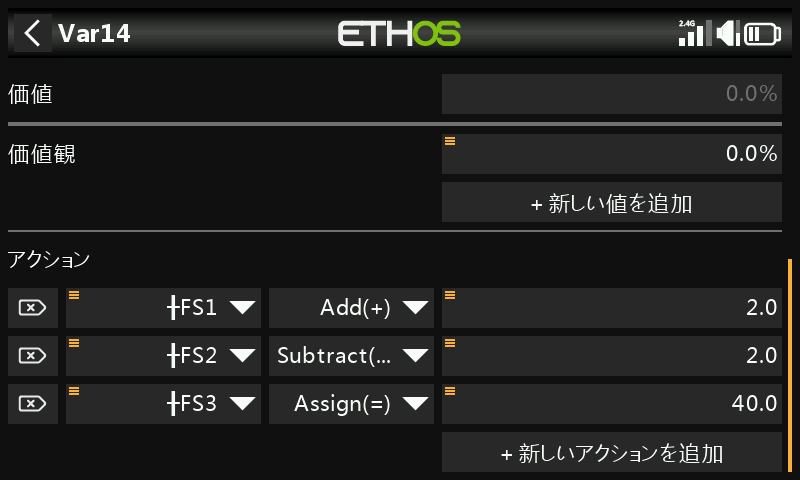 Var14 ETHOS 2.4G
価値 0.0%
価値観 0.0%
+ 新しい値を追加
アクション
FS1 Add(+) 2.0
FS2 Subtract(... 2.0
FS3 Assign(=) 40.0
+ 新しいアクションを追加